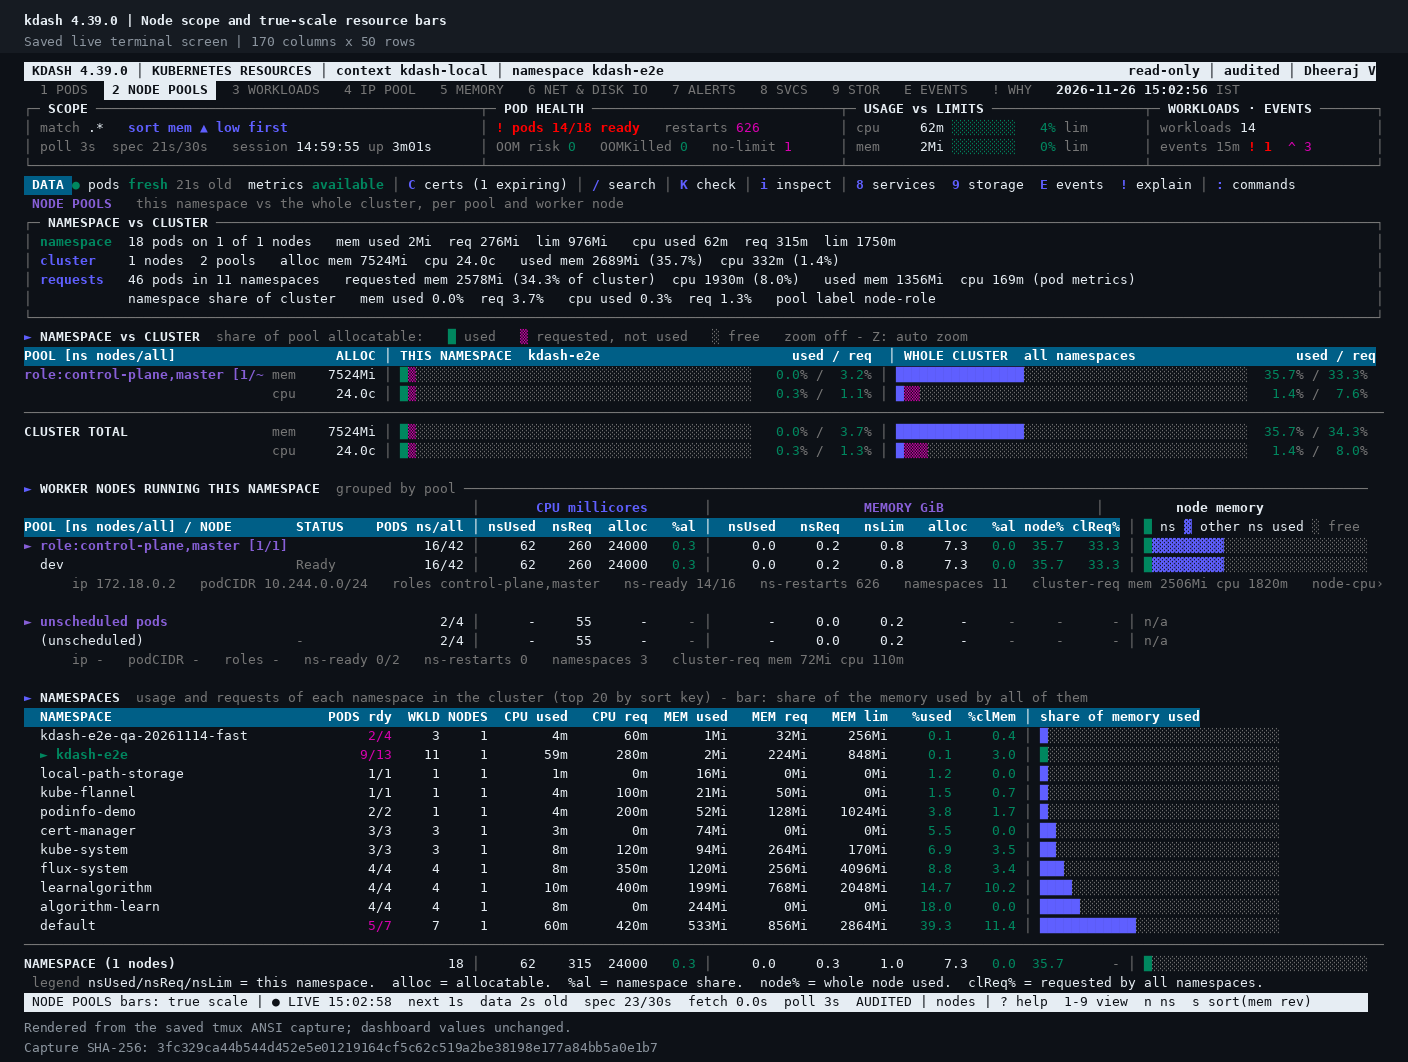 kdash 4.39.0 | Node scope and true-scale resource bars
Saved live terminal screen | 170 columns x 50 rows
KDASH 4.39.0 │ KUBERNETES RESOURCES │ context kdash-local │ namespace kdash-e2e read-only │ audited │ Dheeraj V
1 PODS 2 NODE POOLS 3 WORKLOADS 4 IP POOL 5 MEMORY 6 NET & DISK IO 7 ALERTS 8 SVCS 9 STOR E EVENTS ! WHY 2026-11-26 15:02:56 IST
SCOPE POD HEALTH USAGE vs LIMITS WORKLOADS · EVENTS
match .* sort mem ▲ low first │ ! pods 14/18 ready restarts 626 │ cpu 62m ░░░░░░░░ 4% lim │ workloads 14
poll 3s spec 21s/30s session 14:59:55 up 3m01s │ OOM risk 0 OOMKilled 0 no-limit 1 │ mem 2Mi ░░░░░░░░ 0% lim │ events 15m ! 1 ^ 3
DATA ● pods fresh 21s old metrics available │ C certs (1 expiring) │ / search │ K check │ i inspect │ 8 services 9 storage E events ! explain │ : commands
NODE POOLS this namespace vs the whole cluster, per pool and worker node
NAMESPACE vs CLUSTER
namespace 18 pods on 1 of 1 nodes mem used 2Mi req 276Mi lim 976Mi cpu used 62m req 315m lim 1750m
cluster 1 nodes 2 pools alloc mem 7524Mi cpu 24.0c used mem 2689Mi (35.7%) cpu 332m (1.4%)
requests 46 pods in 11 namespaces requested mem 2578Mi (34.3% of cluster) cpu 1930m (8.0%) used mem 1356Mi cpu 169m (pod metrics)
namespace share of cluster mem used 0.0% req 3.7% cpu used 0.3% req 1.3% pool label node-role
► NAMESPACE vs CLUSTER share of pool allocatable: █ used ▒ requested, not used ░ free zoom off - Z: auto zoom
POOL [ns nodes/all] ALLOC │ THIS NAMESPACE kdash-e2e used / req │ WHOLE CLUSTER all namespaces used / req
role:control-plane,master [1/~ mem 7524Mi │ 0.0% / 3.2% │ 35.7% / 33.3%
cpu 24.0c │ 0.3% / 1.1% │ 1.4% / 7.6%
CLUSTER TOTAL mem 7524Mi │ 0.0% / 3.7% │ 35.7% / 34.3%
cpu 24.0c │ 0.3% / 1.3% │ 1.4% / 8.0%
► WORKER NODES RUNNING THIS NAMESPACE grouped by pool
│ CPU millicores │ MEMORY GiB │ node memory
POOL [ns nodes/all] / NODE STATUS PODS ns/all │ nsUsed nsReq alloc %al │ nsUsed nsReq nsLim alloc %al node% clReq% │ █ ns ▓ other ns used ░ free
► role:control-plane,master [1/1] 16/42 │ 62 260 24000 0.3 │ 0.0 0.2 0.8 7.3 0.0 35.7 33.3 │
dev Ready 16/42 │ 62 260 24000 0.3 │ 0.0 0.2 0.8 7.3 0.0 35.7 33.3 │
ip 172.18.0.2 podCIDR 10.244.0.0/24 roles control-plane,master ns-ready 14/16 ns-restarts 626 namespaces 11 cluster-req mem 2506Mi cpu 1820m node-cpu›
► unscheduled pods 2/4 │ - 55 - - │ - 0.0 0.2 - - - - │ n/a
(unscheduled) - 2/4 │ - 55 - - │ - 0.0 0.2 - - - - │ n/a
ip - podCIDR - roles - ns-ready 0/2 ns-restarts 0 namespaces 3 cluster-req mem 72Mi cpu 110m
► NAMESPACES usage and requests of each namespace in the cluster (top 20 by sort key) - bar: share of the memory used by all of them
NAMESPACE PODS rdy WKLD NODES CPU used CPU req MEM used MEM req MEM lim %used %clMem │ share of memory used
kdash-e2e-qa-20261114-fast 2/4 3 1 4m 60m 1Mi 32Mi 256Mi 0.1 0.4 │
► kdash-e2e 9/13 11 1 59m 280m 2Mi 224Mi 848Mi 0.1 3.0 │
local-path-storage 1/1 1 1 1m 0m 16Mi 0Mi 0Mi 1.2 0.0 │
kube-flannel 1/1 1 1 4m 100m 21Mi 50Mi 0Mi 1.5 0.7 │
podinfo-demo 2/2 1 1 4m 200m 52Mi 128Mi 1024Mi 3.8 1.7 │
cert-manager 3/3 3 1 3m 0m 74Mi 0Mi 0Mi 5.5 0.0 │
kube-system 3/3 3 1 8m 120m 94Mi 264Mi 170Mi 6.9 3.5 │
flux-system 4/4 4 1 8m 350m 120Mi 256Mi 4096Mi 8.8 3.4 │
learnalgorithm 4/4 4 1 10m 400m 199Mi 768Mi 2048Mi 14.7 10.2 │
algorithm-learn 4/4 4 1 8m 0m 244Mi 0Mi 0Mi 18.0 0.0 │
default 5/7 7 1 60m 420m 533Mi 856Mi 2864Mi 39.3 11.4 │
NAMESPACE (1 nodes) 18 │ 62 315 24000 0.3 │ 0.0 0.3 1.0 7.3 0.0 35.7 - │
legend nsUsed/nsReq/nsLim = this namespace. alloc = allocatable. %al = namespace share. node% = whole node used. clReq% = requested by all namespaces.
NODE POOLS bars: true scale │ ● LIVE 15:02:58 next 1s data 2s old spec 23/30s fetch 0.0s poll 3s AUDITED │ nodes │ ? help 1-9 view n ns s sort(mem rev)
Rendered from the saved tmux ANSI capture; dashboard values unchanged.
Capture SHA-256: 3fc329ca44b544d452e5e01219164cf5c62c519a2be38198e177a84bb5a0e1b7